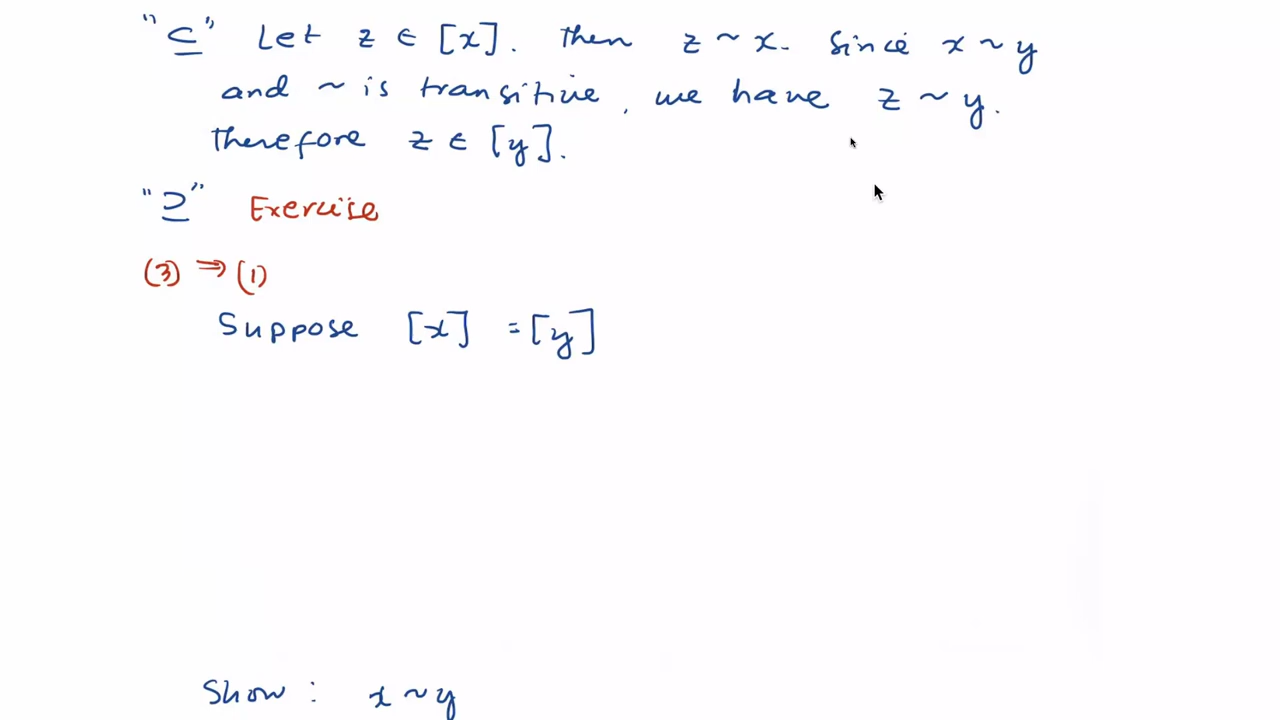 "⊆" Let z ∈ [x]. Then z ~ x. Since x ~ y
and ~ is transitive, we have z ~ y.
Therefore z ∈ [y].
"⊇" Exercise
(3) ⇒ (1)
Suppose [x] = [y]
Show : x ~ y